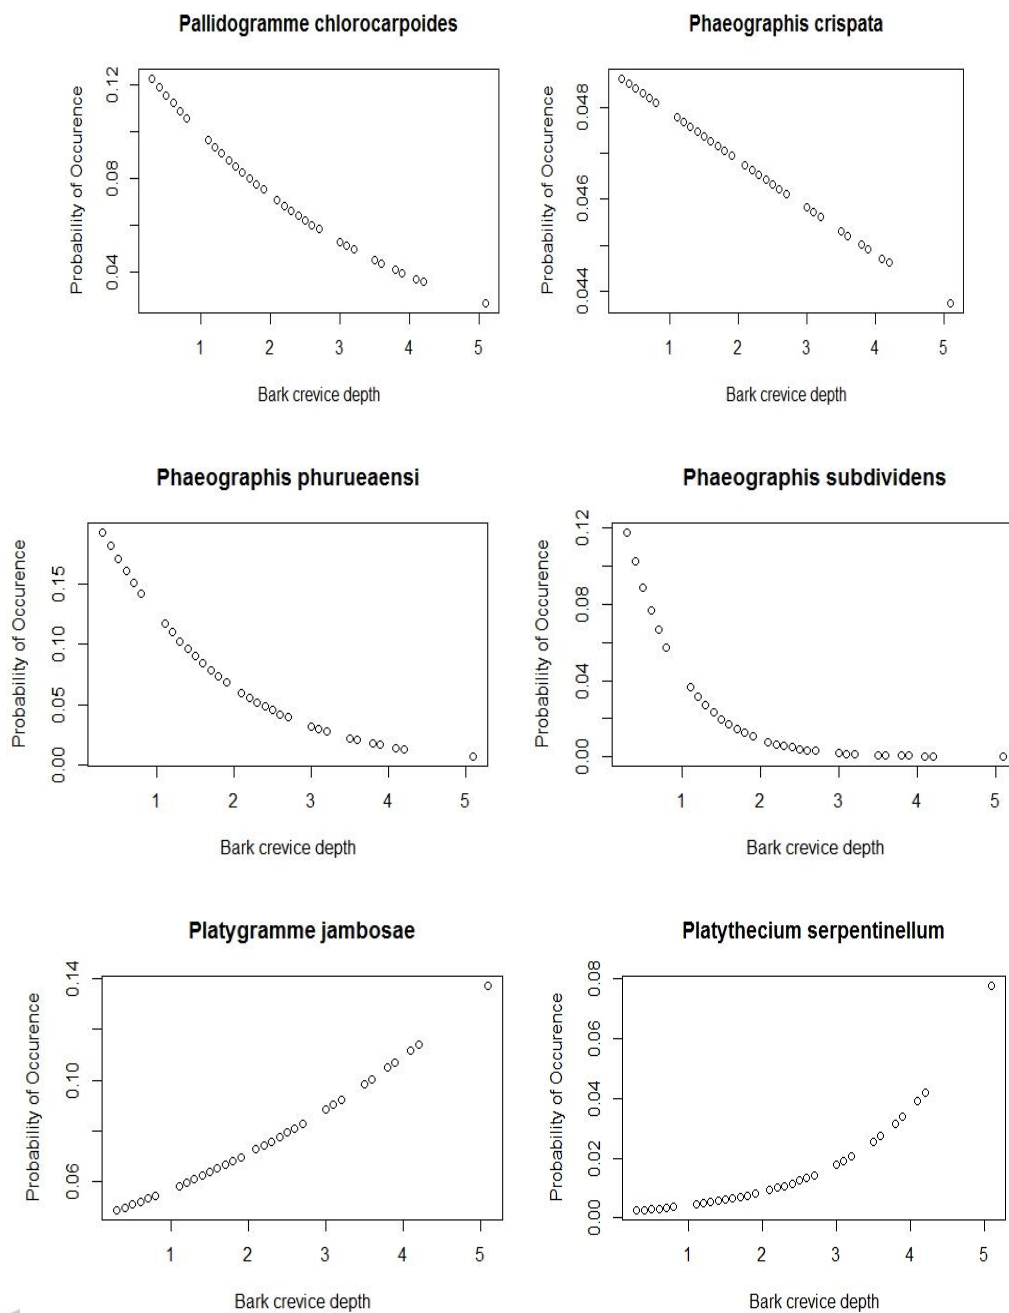 Pallidogramme chlorocarpoides
Probability of Occurence
0.04 0.08 0.12
1 2 3 4 5
Bark crevice depth
Phaeographis crispata
Probability of Occurence
0.044 0.046 0.048
1 2 3 4 5
Bark crevice depth
Phaeographis phurueaensi
Probability of Occurence
0.00 0.05 0.10 0.15
1 2 3 4 5
Bark crevice depth
Phaeographis subdividens
Probability of Occurence
0.00 0.04 0.08 0.12
1 2 3 4 5
Bark crevice depth
Platygramme jambosae
Probability of Occurence
0.06 0.10 0.14
1 2 3 4 5
Bark crevice depth
Platythecium serpentinellum
Probability of Occurence
0.00 0.02 0.04 0.06 0.08
1 2 3 4 5
Bark crevice depth